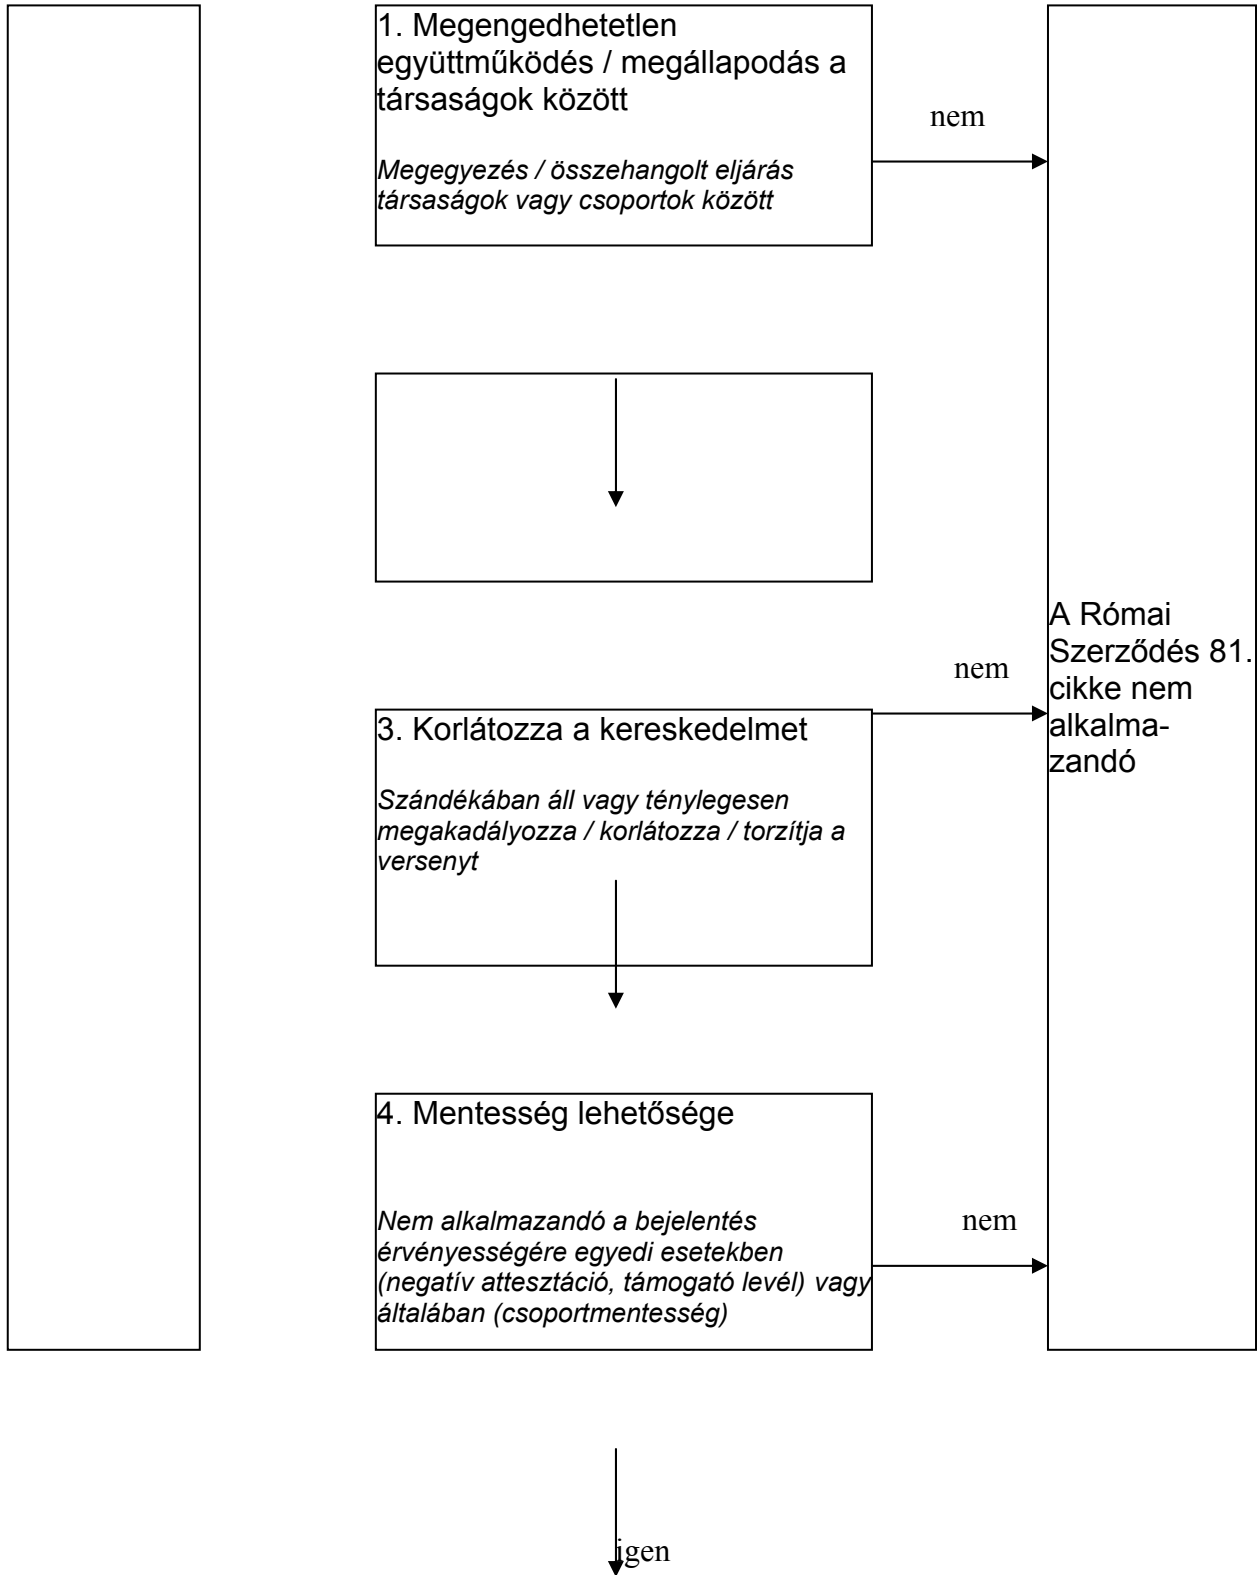 1. Megengedhetetlen
együttműködés / megállapodás a
társaságok között
Megegyezés / összehangolt eljárás
társaságok vagy csoportok között
nem
3. Korlátozza a kereskedelmet
Szándékában áll vagy ténylegesen
megakadályozza / korlátozza / torzítja a
versenyt
nem
4. Mentesség lehetősége
Nem alkalmazandó a bejelentés
érvényességére egyedi esetekben
(negatív attesztáció, támogató levél) vagy
általában (csoportmentesség)
nem
A Római
Szerződés 81.
cikke nem
alkalma-
zandó
igen